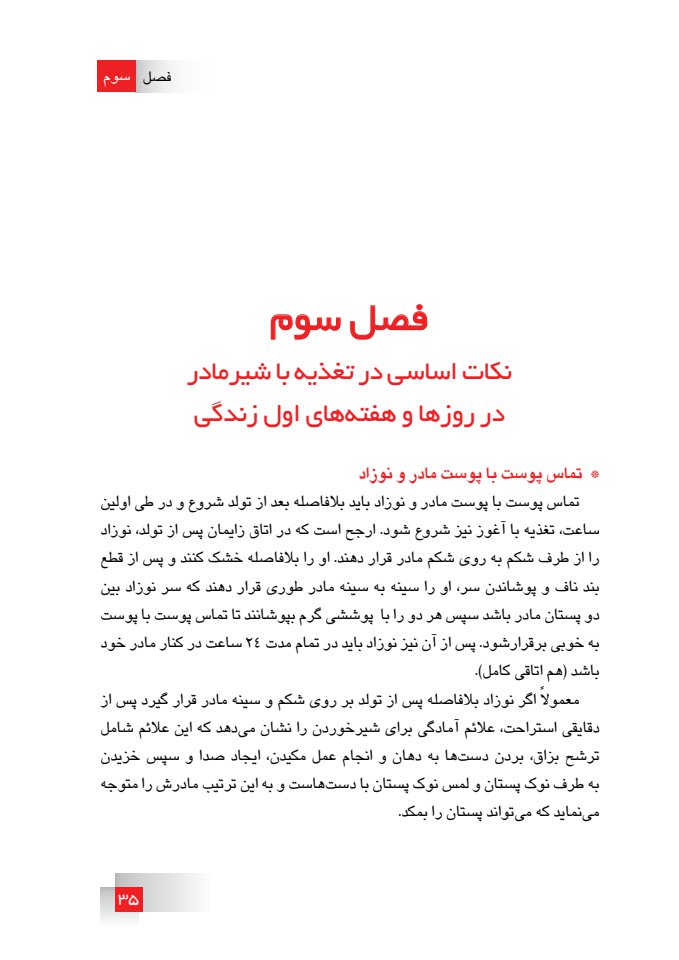 فصل سوم
فصل سوم
نکات اساسی در تغذیه با شیرمادر
در روزها و هفته‌های اول زندگی
* تماس پوست با پوست مادر و نوزاد
تماس پوست با پوست مادر و نوزاد باید بلافاصله بعد از تولد شروع و در طی اولین
ساعت، تغذیه با آغوز نیز شروع شود. ارجح است که در اتاق زایمان پس از تولد، نوزاد
را از طرف شکم به روی شکم مادر قرار دهند. او را بلافاصله خشک کنند و پس از قطع
بند ناف و پوشاندن سر، او را سینه به سینه مادر طوری قرار دهند که سر نوزاد بین
دو پستان مادر باشد سپس هر دو را با پوششی گرم بپوشانند تا تماس پوست با پوست
به خوبی برقرارشود. پس از آن نیز نوزاد باید در تمام مدت ٢٤ ساعت در کنار مادر خود
باشد (هم اتاقی کامل).
معمولاً اگر نوزاد بلافاصله پس از تولد بر روی شکم و سینه مادر قرار گیرد پس از
دقایقی استراحت، علائم آمادگی برای شیرخوردن را نشان می‌دهد که این علائم شامل
ترشح بزاق، بردن دست‌ها به دهان و انجام عمل مکیدن، ایجاد صدا و سپس خزیدن
به طرف نوک پستان و لمس نوک پستان با دست‌هاست و به این ترتیب مادرش را متوجه
می‌نماید که می‌تواند پستان را بمکد.
۳۵